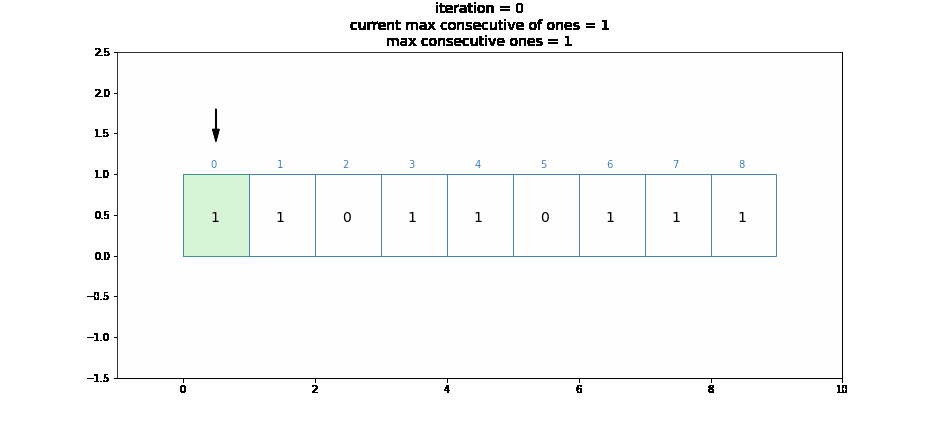 iteration = 0
current max consecutive of ones = 1
max consecutive ones = 1
2.5
2.0
1.5
0 1 2 3 4 5 6 7 8
1.0
1 1 0 1 1 0 1 1 1
0.5
0.0
−0.5
−1.0
−1.5
0 2 4 6 8 10